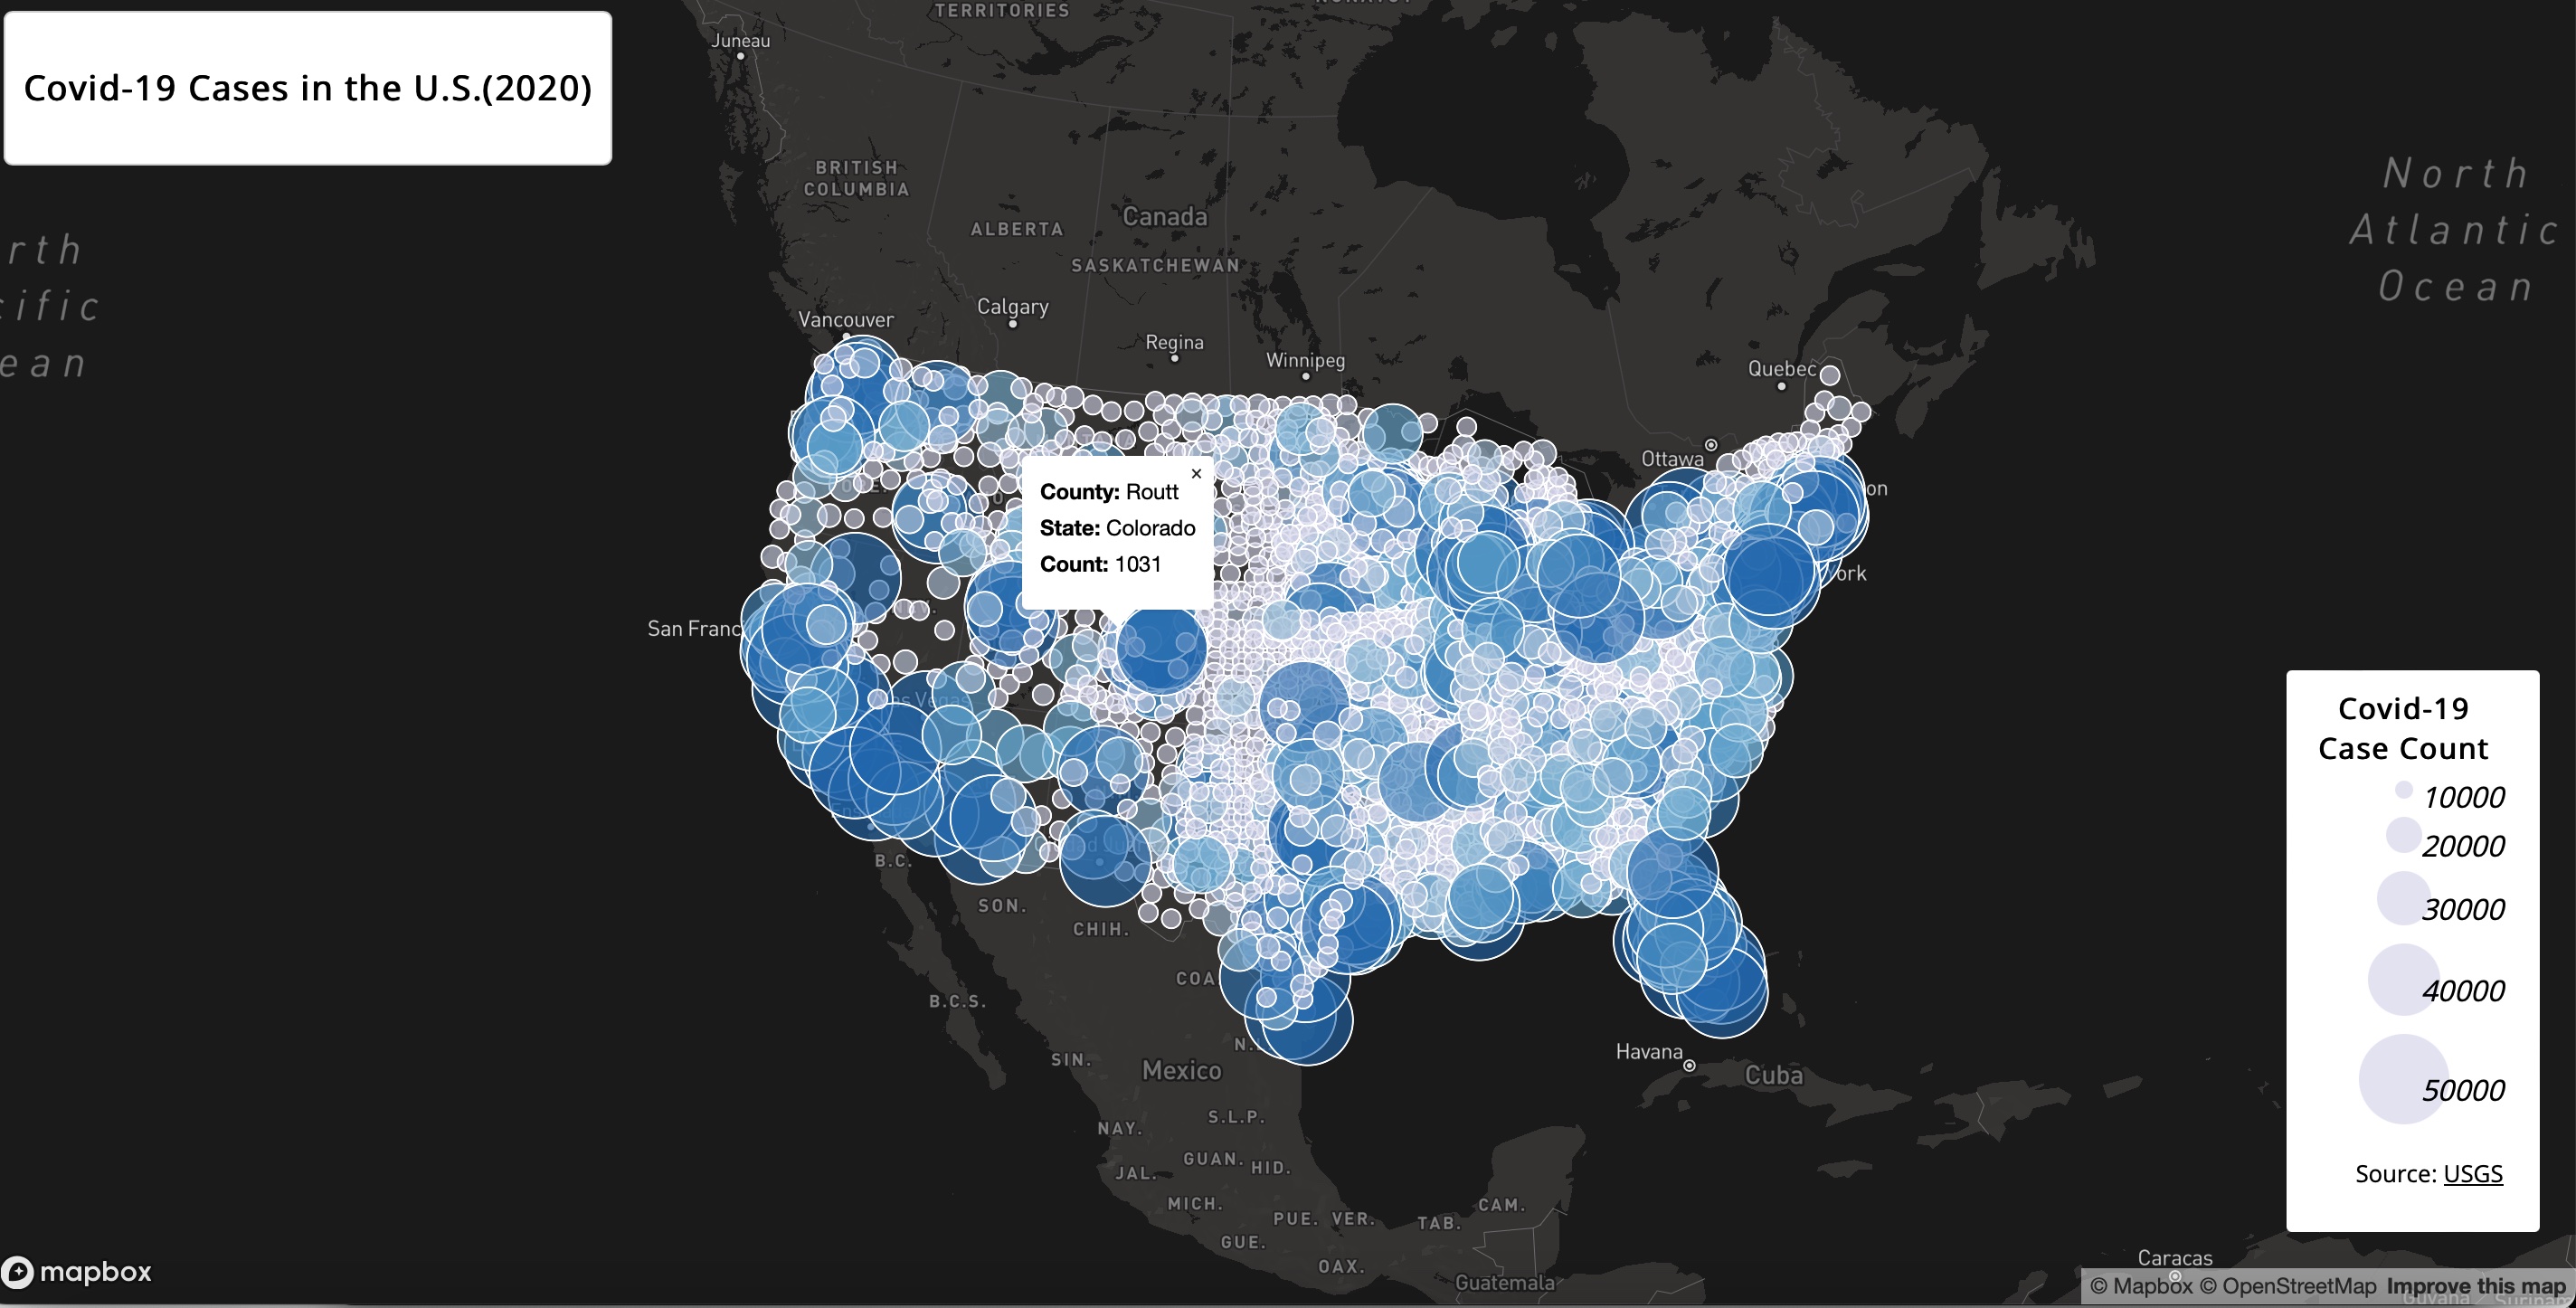 Covid-19 Cases in the U.S.(2020)
TERRITORIES
Juneau
BRITISH
COLUMBIA
Canada
ALBERTA
SASKATCHEWAN
Calgary
Vancouver
Regina
Winnipeg
Quebec
Ottawa
North
Atlantic
Ocean
rth
cific
ean
on
ork
San Franc
×
County: Routt
State: Colorado
Count: 1031
as Vegas
B.C.
SON.
CHIH.
COA
B.C.S.
N.
SIN.
Mexico
Havana
Cuba
S.L.P.
NAY.
GUAN.
HID.
JAL.
MICH.
PUE.
VER.
TAB.
CAM.
GUE.
OAX.
Guatemala
Caracas
Covid-19
Case Count
10000
20000
30000
40000
50000
Source: USGS
mapbox
© Mapbox © OpenStreetMap Improve this map